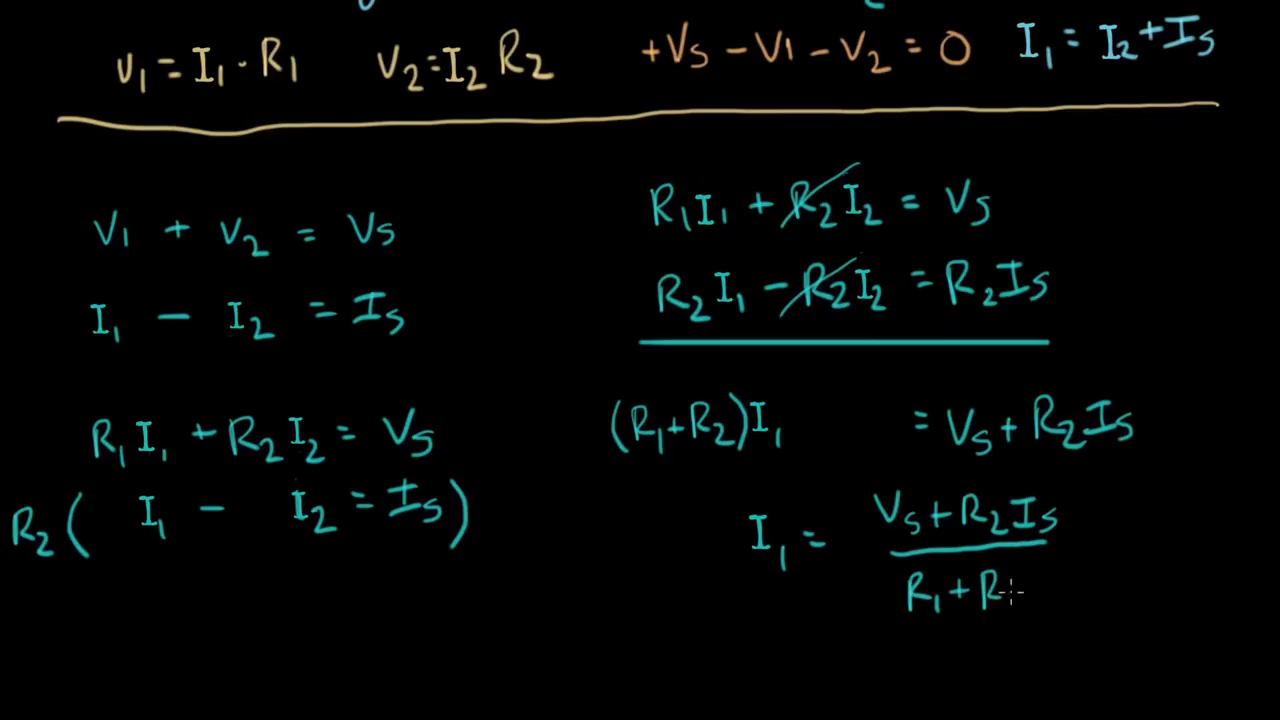 v₁ = I₁ · R₁ V₂ = I₂ R₂ +Vs − V1 − V₂ = 0 I₁ = I₂ + Is
V₁ + V₂ = Vs
I₁ − I₂ = Is
R₁I₁ + R₂I₂ = Vs
R₂( I₁ − I₂ = Is )
R₁I₁ + R₂I₂ = Vs
R₂I₁ − R₂I₂ = R₂Is
(R₁+R₂)I₁ = Vs + R₂Is
I₁ = Vs + R₂Is
R₁ + R